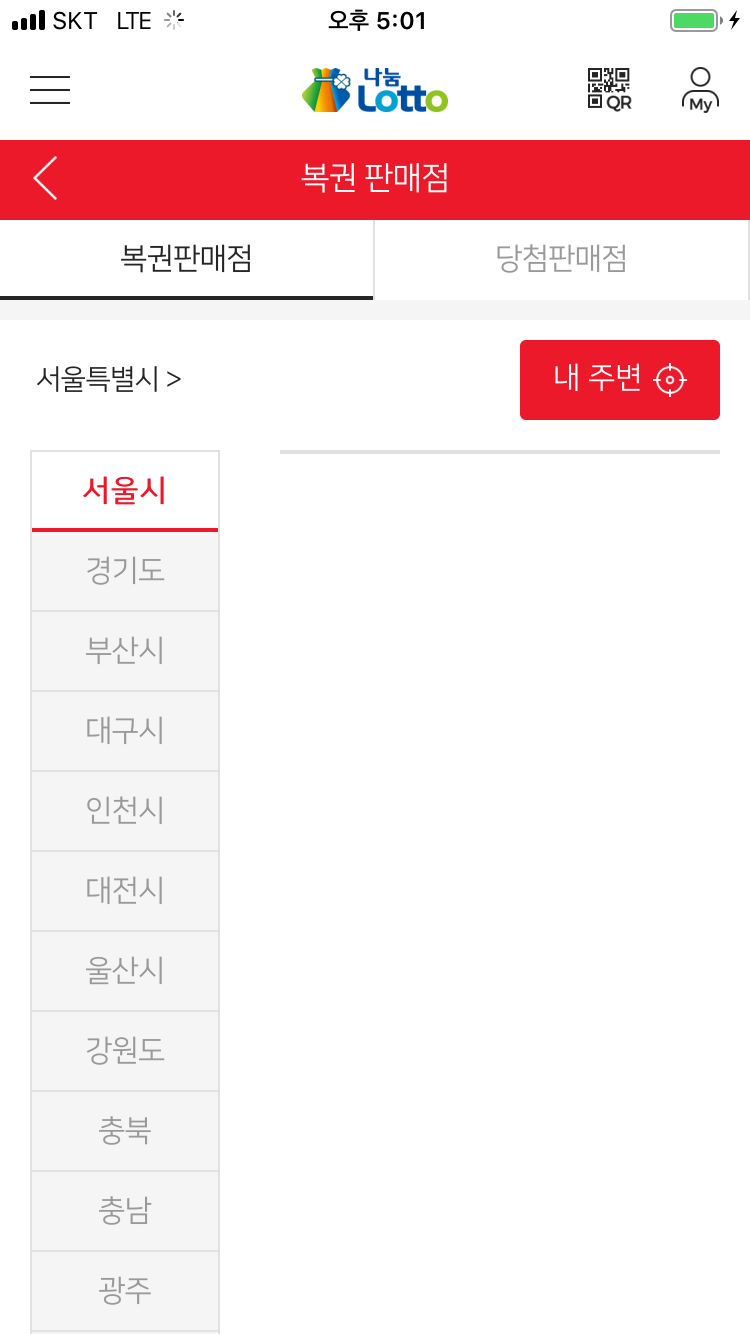 SKT LTE 오후 5:01
나눔
Lotto
QR
My
복권 판매점
복권판매점 당첨판매점
서울특별시 > 내 주변
서울시
경기도
부산시
대구시
인천시
대전시
울산시
강원도
충북
충남
광주